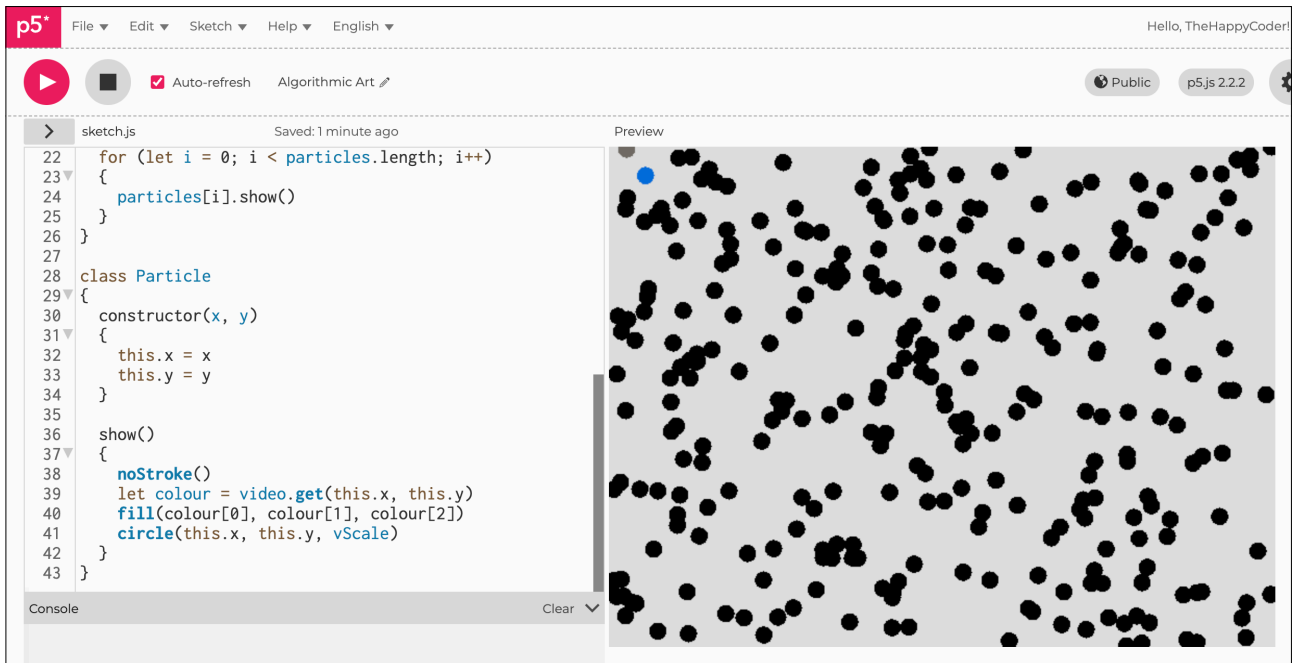 p5* File Edit Sketch Help English Hello, TheHappyCoder!
Auto-refresh Algorithmic Art Public p5.js 2.2.2
sketch.js Saved: 1 minute ago Preview
22 for (let i = 0; i < particles.length; i++)
23 {
24 particles[i].show()
25 }
26 }
27
28 class Particle
29 {
30 constructor(x, y)
31 {
32 this.x = x
33 this.y = y
34 }
35
36 show()
37 {
38 noStroke()
39 let colour = video.get(this.x, this.y)
40 fill(colour[0], colour[1], colour[2])
41 circle(this.x, this.y, vScale)
42 }
43 }
Console Clear